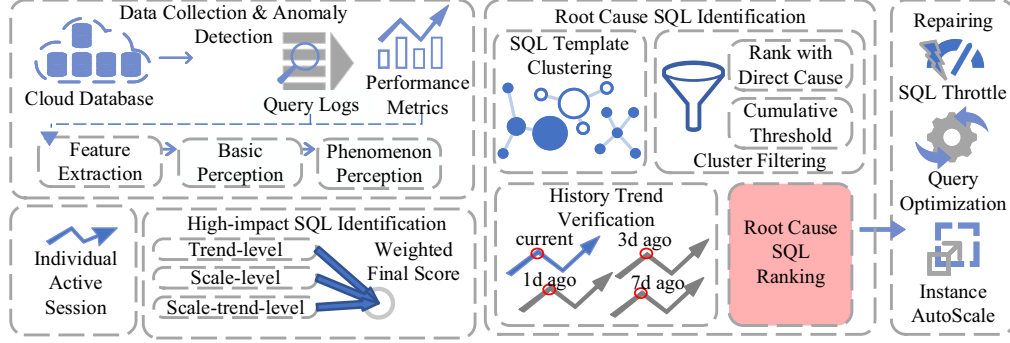 Data Collection & Anomaly
Detection
Cloud Database
Query Logs
Performance
Metrics
Feature
Extraction
Basic
Perception
Phenomenon
Perception
Individual
Active
Session
High-impact SQL Identification
Trend-level
Scale-level
Scale-trend-level
Weighted
Final Score
Root Cause SQL Identification
SQL Template
Clustering
Rank with
Direct Cause
Cumulative
Threshold
Cluster Filtering
History Trend
Verification
current
3d ago
1d ago
7d ago
Root Cause
SQL
Ranking
Repairing
SQL Throttle
Query
Optimization
Instance
AutoScale